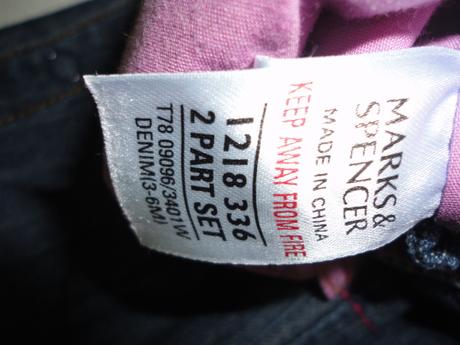 MARKS &
SPENCER
MADE IN CHINA
KEEP AWAY FROM FIRE
1218 336
2 PART SET
T78 09096/3401W
DENIM(3-6M)